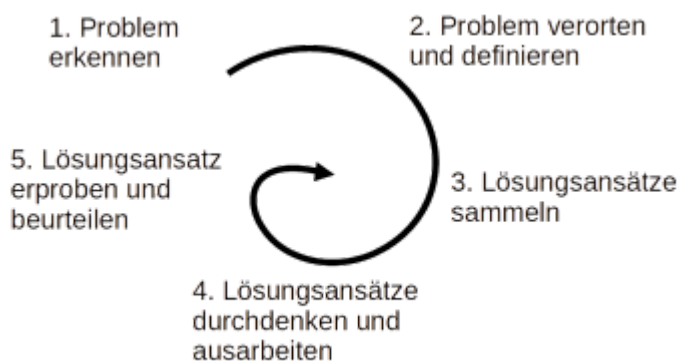 1. Problem
erkennen
2. Problem verorten
und definieren
3. Lösungsansätze
sammeln
4. Lösungsansätze
durchdenken und
ausarbeiten
5. Lösungsansatz
erproben und
beurteilen